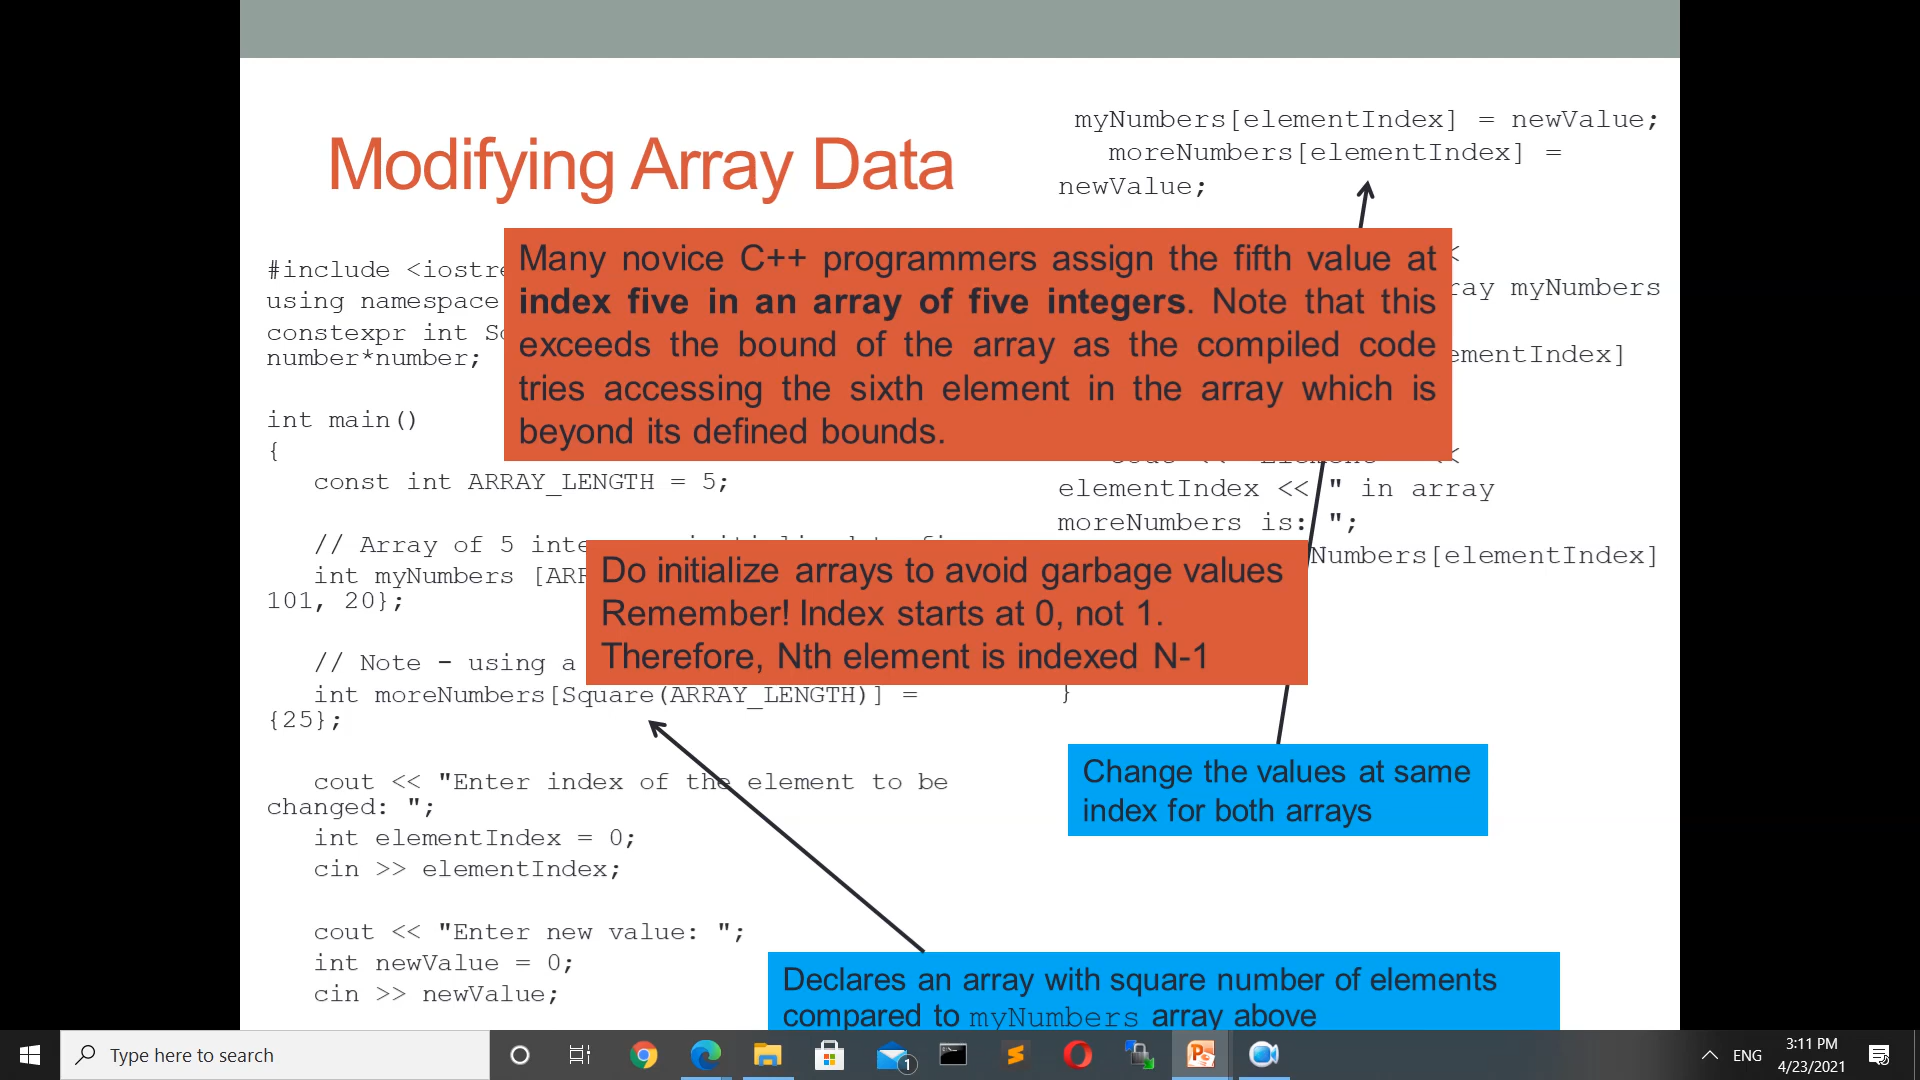 Modifying Array Data
#include <iostre
using namespace
constexpr int Sq
number*number;
int main()
{
const int ARRAY_LENGTH = 5;
// Array of 5 inte
int myNumbers [ARR
101, 20};
// Note - using a
int moreNumbers[Square(ARRAY_LENGTH)] =
{25};
cout << "Enter index of the element to be
changed: ";
int elementIndex = 0;
cin >> elementIndex;
cout << "Enter new value: ";
int newValue = 0;
cin >> newValue;
myNumbers[elementIndex] = newValue;
moreNumbers[elementIndex] =
newValue;
<
ray myNumbers
ementIndex]
elementIndex << " in array
moreNumbers is: ";
Numbers[elementIndex]
}
Many novice C++ programmers assign the fifth value at
index five in an array of five integers. Note that this
exceeds the bound of the array as the compiled code
tries accessing the sixth element in the array which is
beyond its defined bounds.
Do initialize arrays to avoid garbage values
Remember! Index starts at 0, not 1.
Therefore, Nth element is indexed N-1
Change the values at same
index for both arrays
Declares an array with square number of elements
compared to myNumbers array above
Type here to search
1
ENG
3:11 PM
4/23/2021